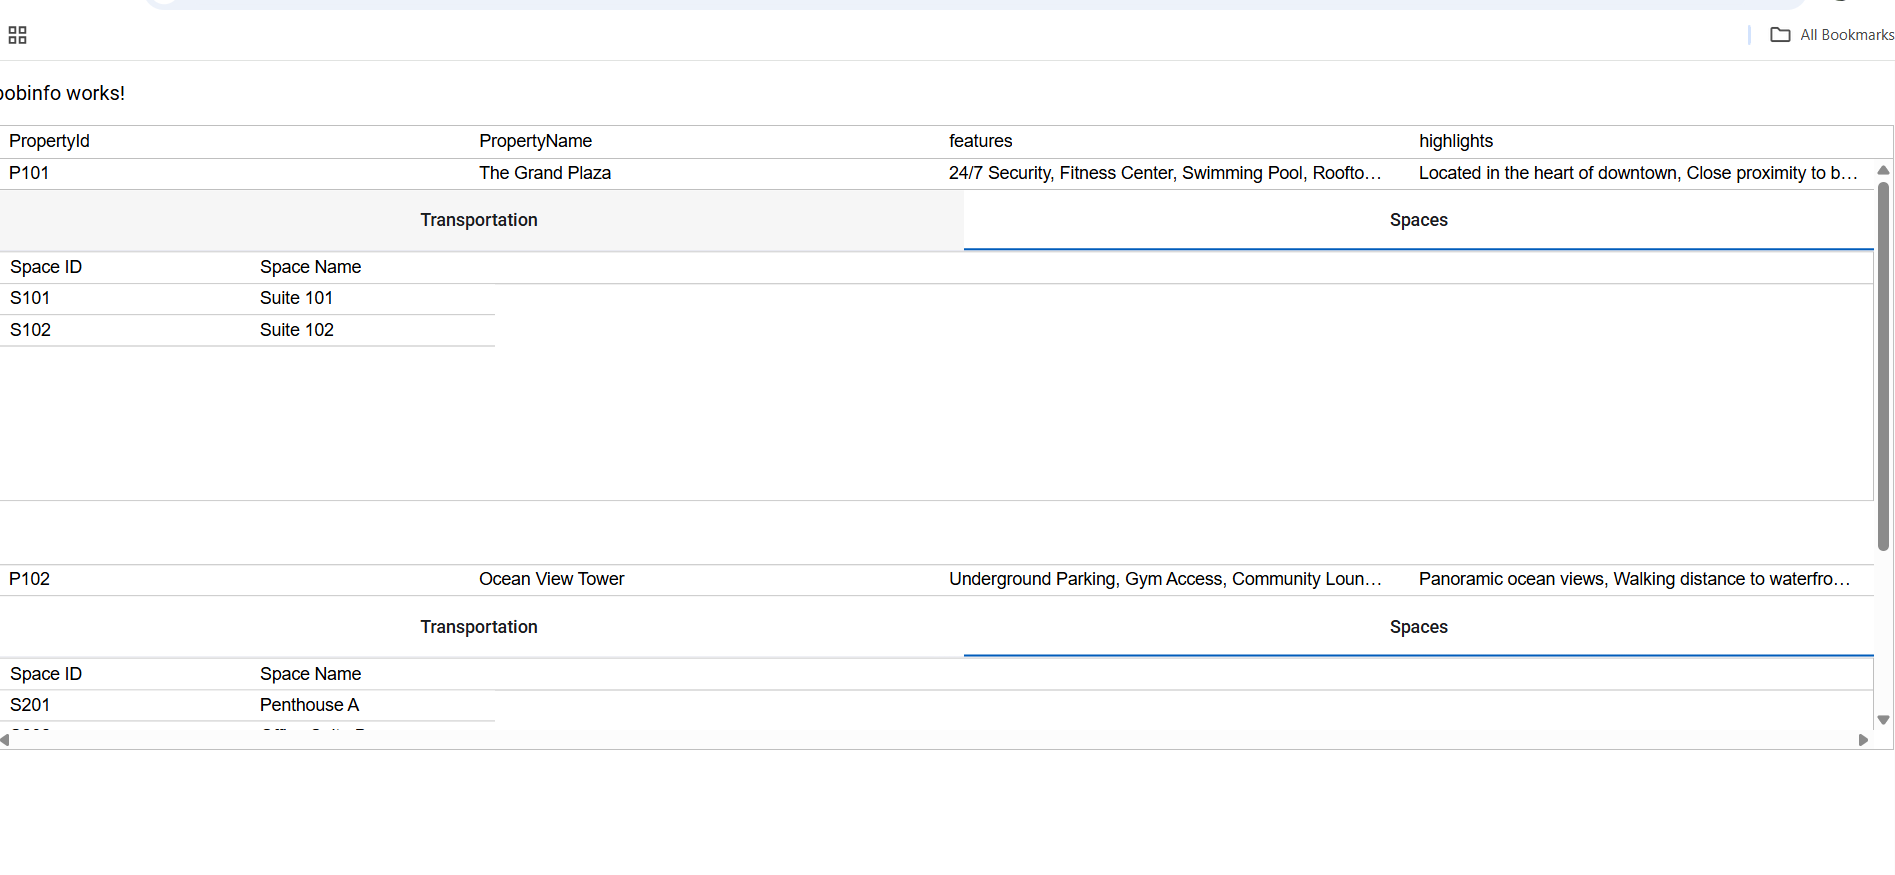 All Bookmarks
obinfo works!
PropertyId PropertyName features highlights
P101 The Grand Plaza 24/7 Security, Fitness Center, Swimming Pool, Roofto... Located in the heart of downtown, Close proximity to b...
Transportation Spaces
Space ID Space Name
S101 Suite 101
S102 Suite 102
P102 Ocean View Tower Underground Parking, Gym Access, Community Loun... Panoramic ocean views, Walking distance to waterfro...
Transportation Spaces
Space ID Space Name
S201 Penthouse A